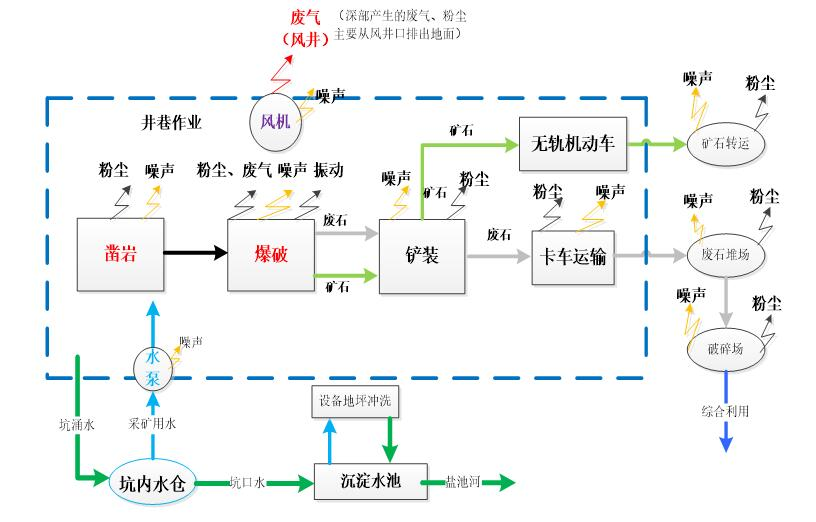 废气
（风井）
（深部产生的废气、粉尘
主要从风井口排出地面）
噪声
井巷作业
风机
噪声
粉尘
矿石
无轨机动车
矿石转运
粉尘
噪声
粉尘、废气
噪声
振动
噪声
矿石
粉尘
粉尘
噪声
噪声
粉尘
凿岩
爆破
废石
矿石
铲装
废石
卡车运输
废石堆场
噪声
粉尘
水泵
噪声
破碎场
坑涌水
采矿用水
设备地坪冲洗
综合利用
坑内水仓
坑口水
沉淀水池
盐池河